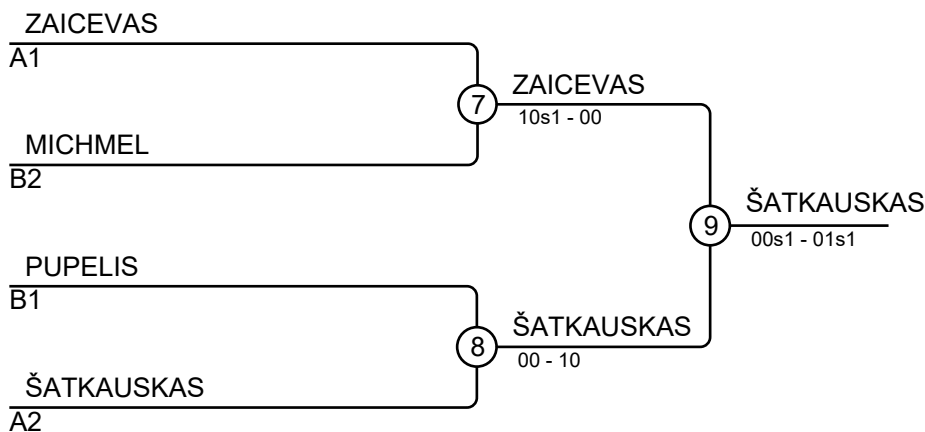 ZAICEVAS
A1
7
ZAICEVAS
10s1 - 00
MICHMEL
B2
9
ŠATKAUSKAS
00s1 - 01s1
PUPELIS
B1
8
ŠATKAUSKAS
00 - 10
ŠATKAUSKAS
A2